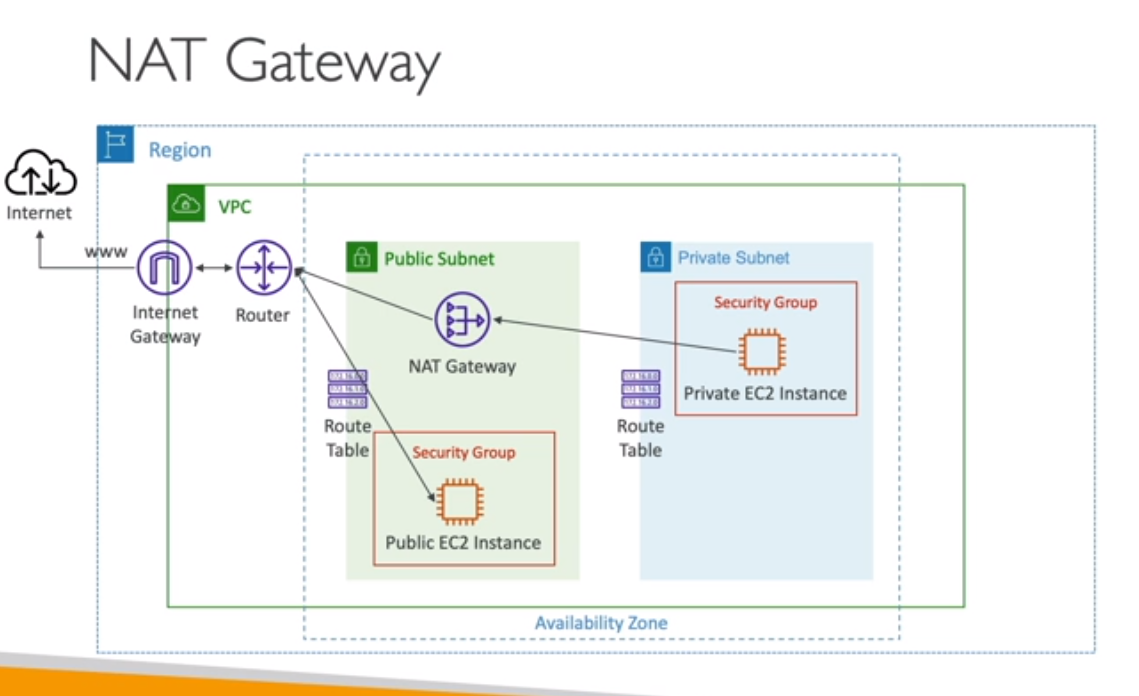 NAT Gateway
Region
Internet
VPC
www
Internet
Gateway
Router
Public Subnet
NAT Gateway
Route
Table
Security Group
Public EC2 Instance
Private Subnet
Security Group
Private EC2 Instance
Route
Table
Availability Zone